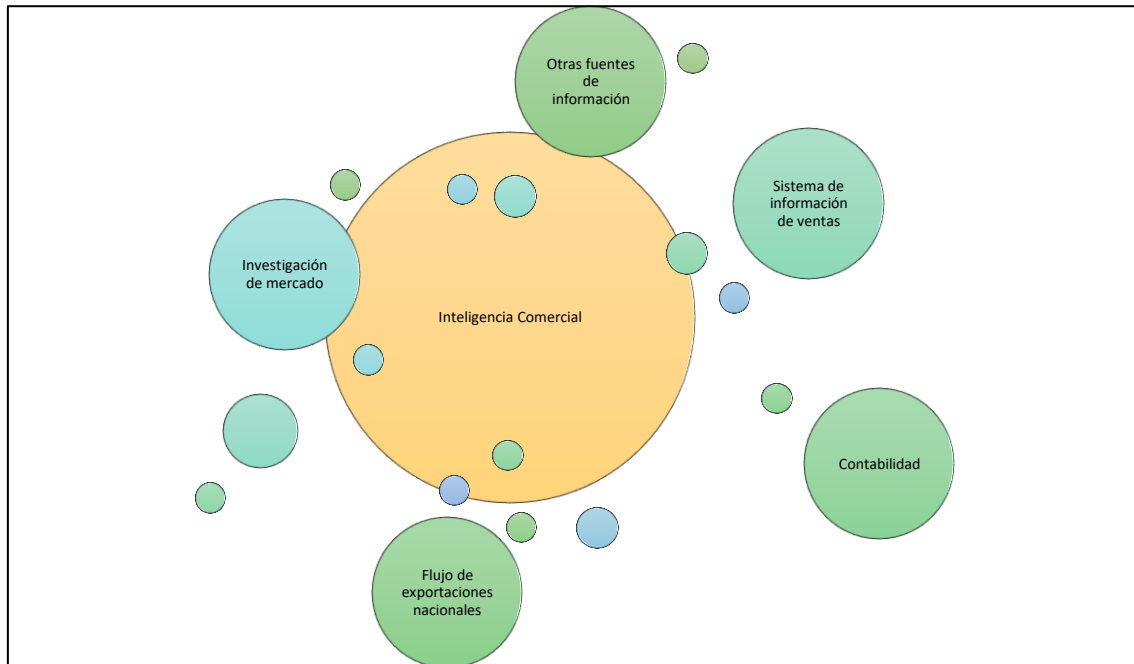 Otras fuentes
de
información
Sistema de
información
de ventas
Investigación
de mercado
Inteligencia Comercial
Contabilidad
Flujo de
exportaciones
nacionales